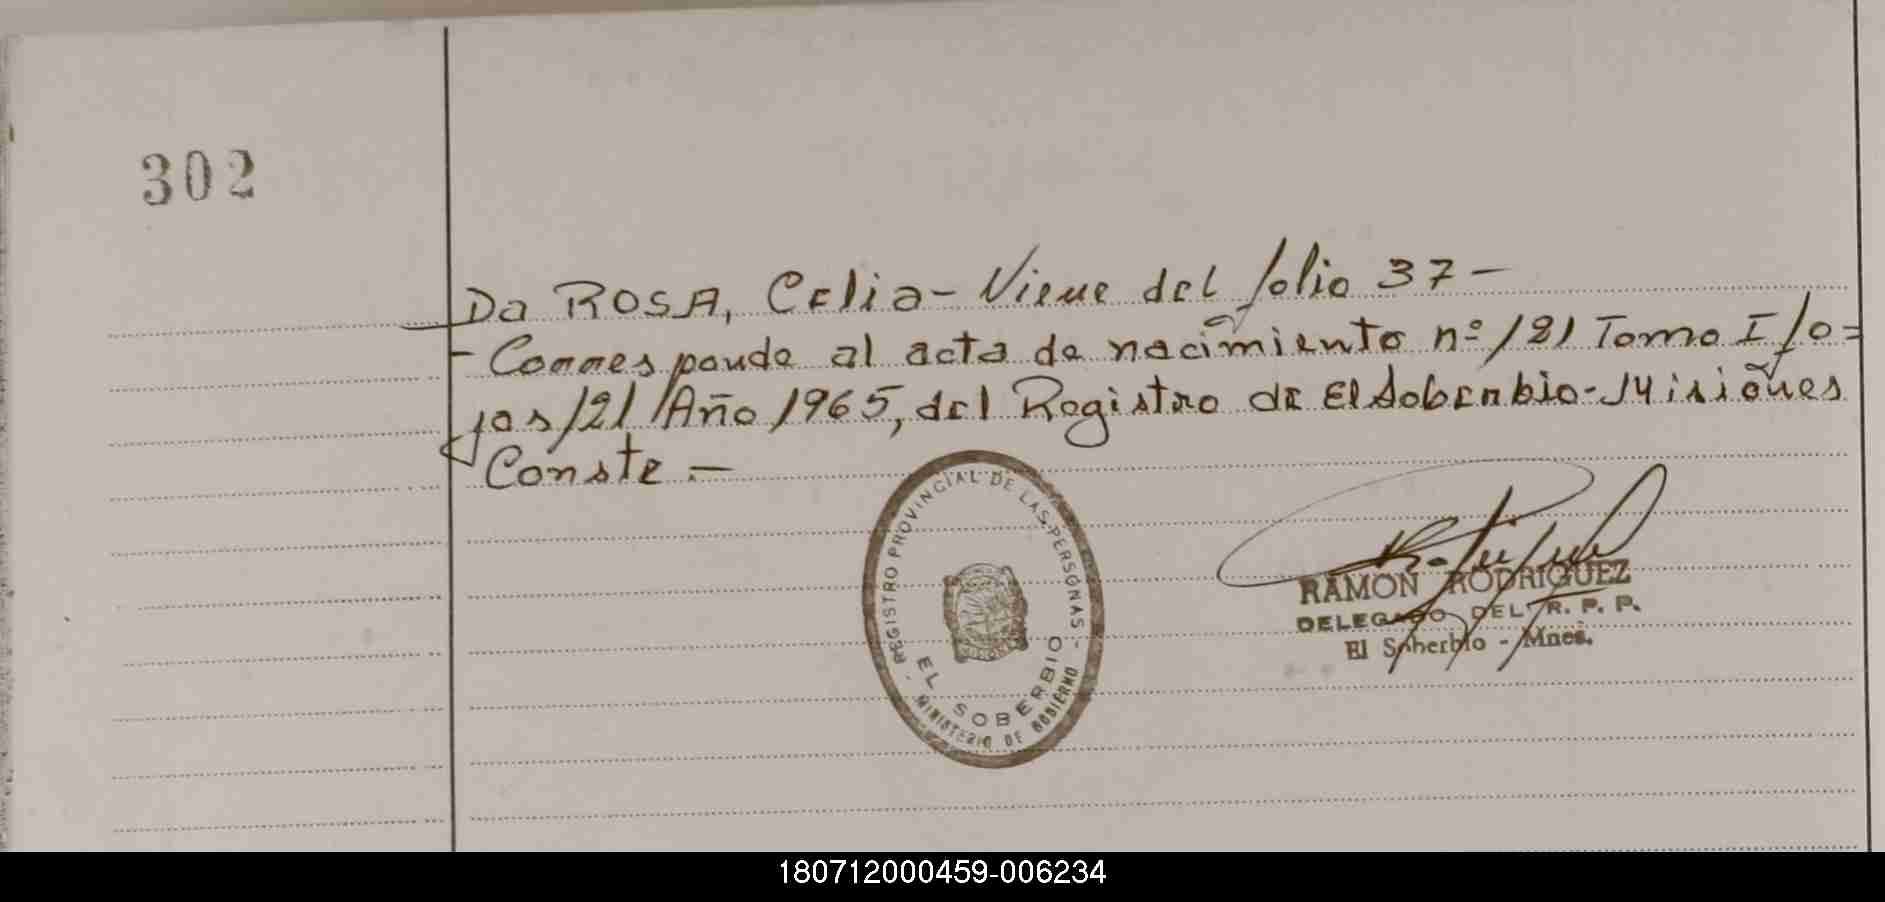 302
Da ROSA, Celia - Viene del folio 37 -
- Corresponde al acta de nacimiento nº 121 Tomo I fo=
jas 121 Año 1965, del Registro de El Soberbio - Misiones
Conste. -
REGISTRO PROVINCIAL DE LAS PERSONAS
EL SOBERBIO
MINISTERIO DE GOBIERNO
RAMON RODRIGUEZ
DELEGADO DEL R. P. P.
El Soberbio - Mnes.
180712000459-006234